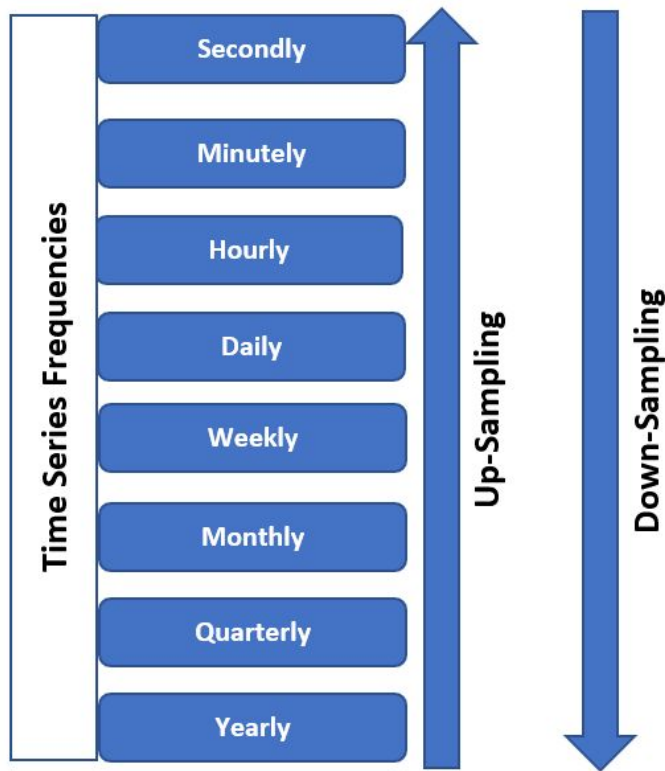 Time Series Frequencies
Secondly
Minutely
Hourly
Daily
Weekly
Monthly
Quarterly
Yearly
Up-Sampling
Down-Sampling